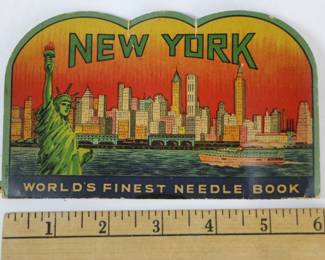 NEW YORK
WORLD'S FINEST NEEDLE BOOK
1 2 3 4 5 6